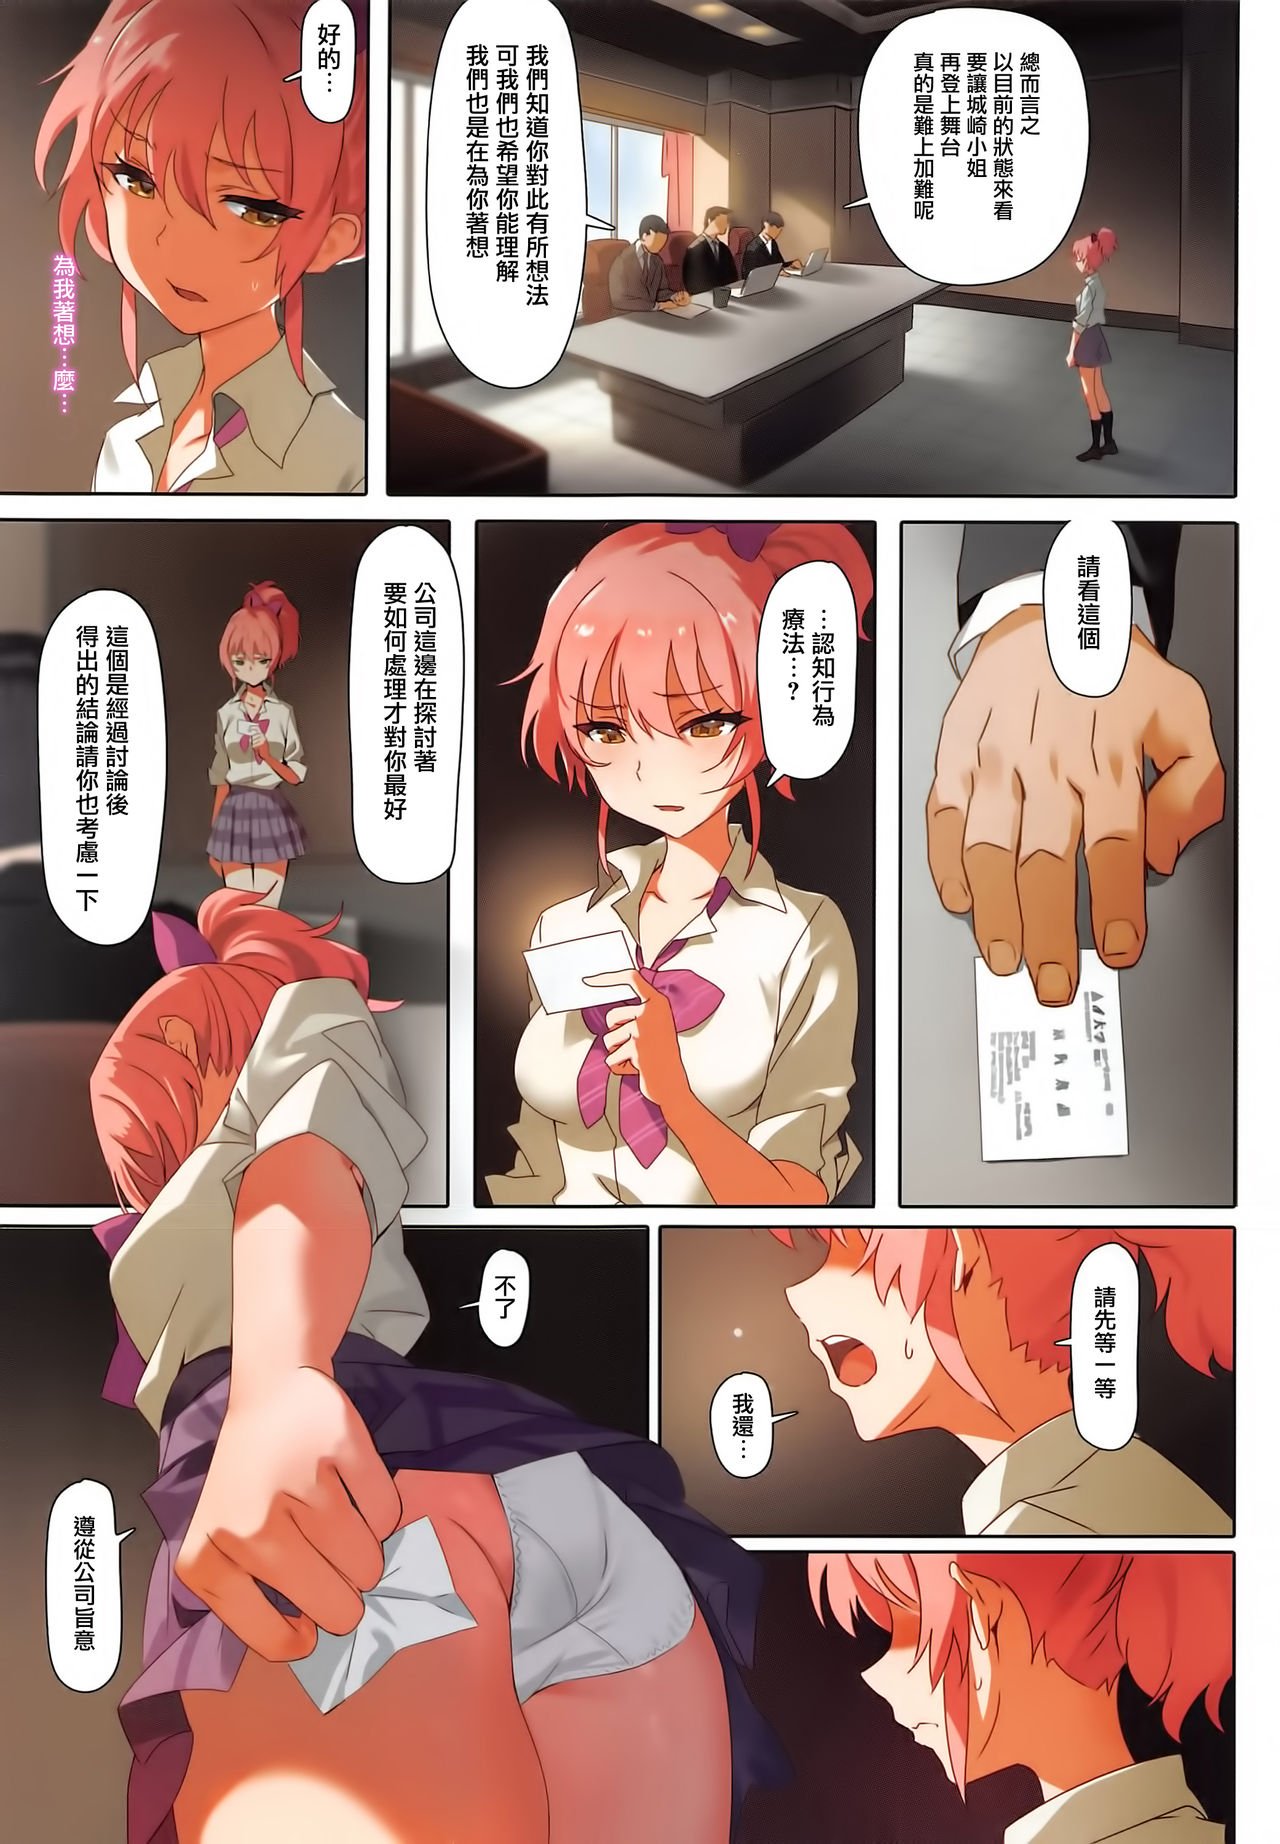 總而言之
以目前的狀態來看
要讓城崎小姐
再登上舞台
真的是難上加難呢
我們知道你對此有所想法
可我們也希望你能理解
我們也是在為你著想
好的…
為我著想…麼…
請看這個
…認知行為
療法…?
公司這邊在探討著
要如何處理才對你最好
這個是經過討論後
得出的結論請你也考慮一下
請先等一等
我還…
不了
遵從公司旨意